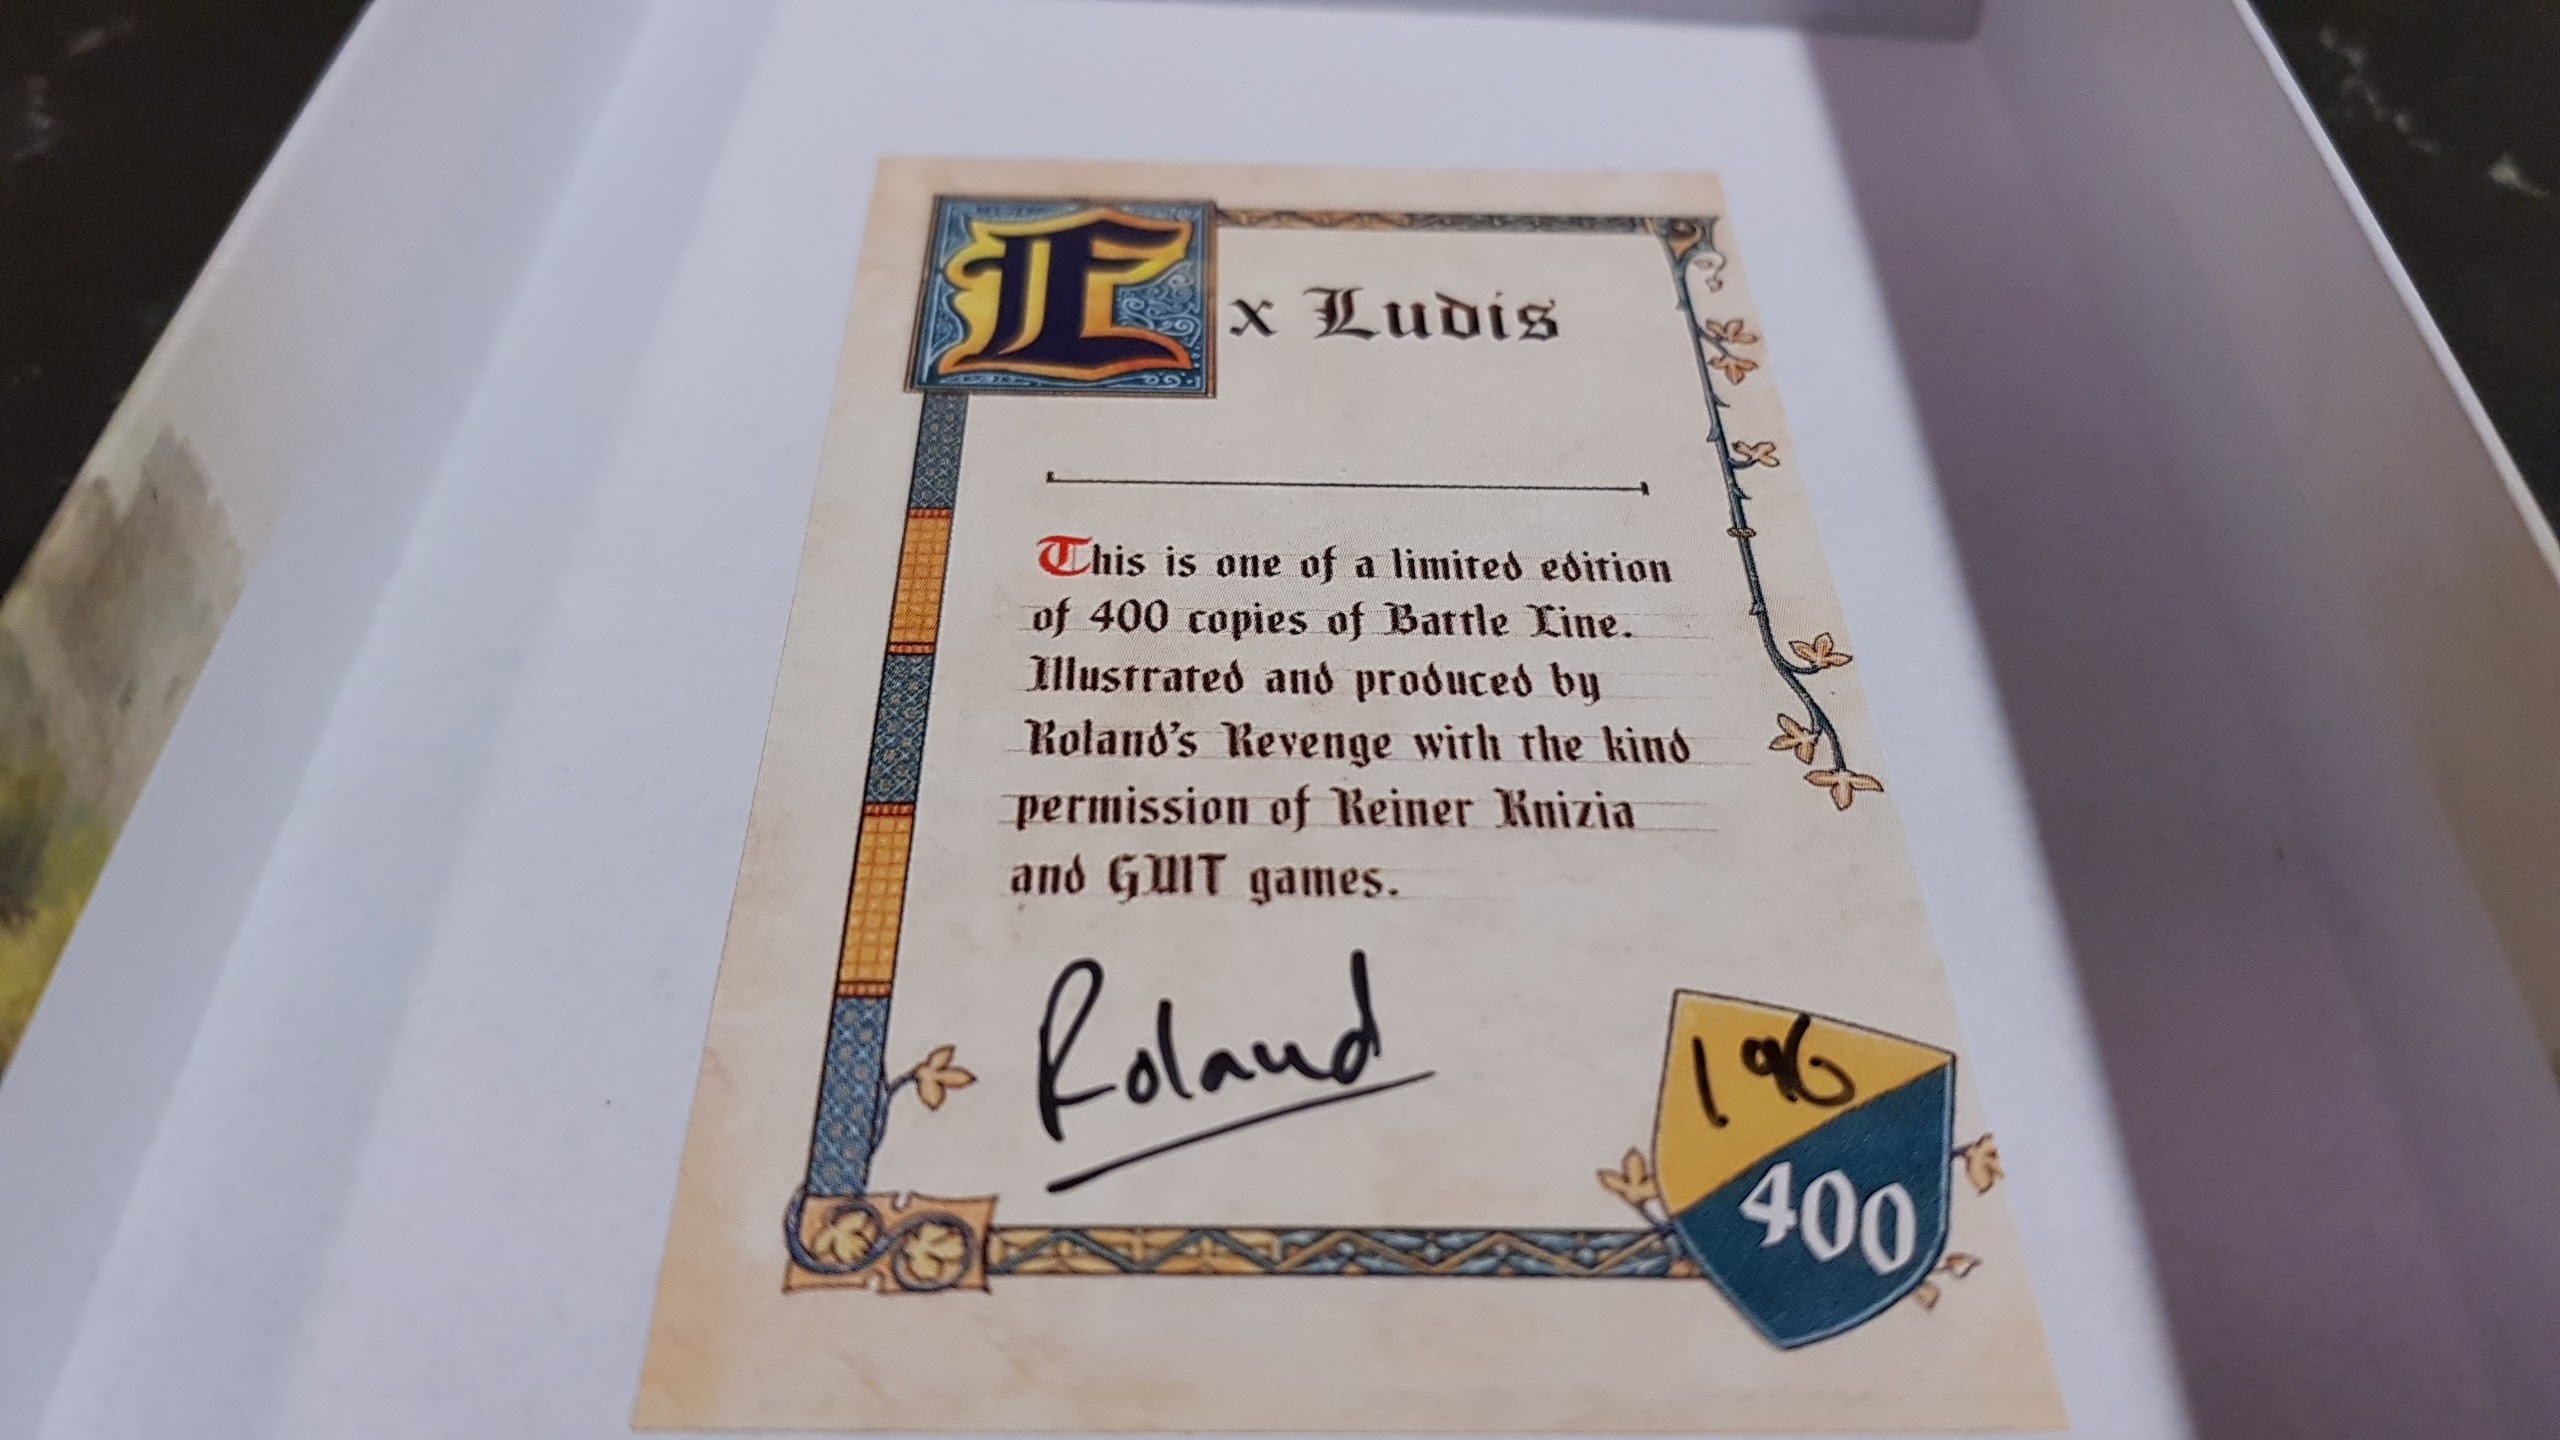 Ex Ludis
This is one of a limited edition
of 400 copies of Battle Line.
Illustrated and produced by
Roland's Revenge with the kind
permission of Reiner Knizia
and GMT games.
Roland
196
400